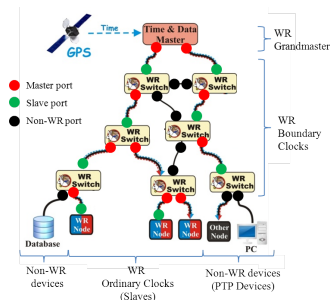 Time
GPS
Time & Data
Master
WR
Grandmaster
Master port
Slave port
Non-WR port
WR
Switch
WR
Switch
WR
Switch
WR
Switch
WR
Boundary
Clocks
WR
Switch
WR
Switch
WR
Switch
Database
WR
Node
WR
Node
WR
Node
Other
Node
PC
Non-WR
devices
WR
Ordinary Clocks
(Slaves)
Non-WR devices
(PTP Devices)